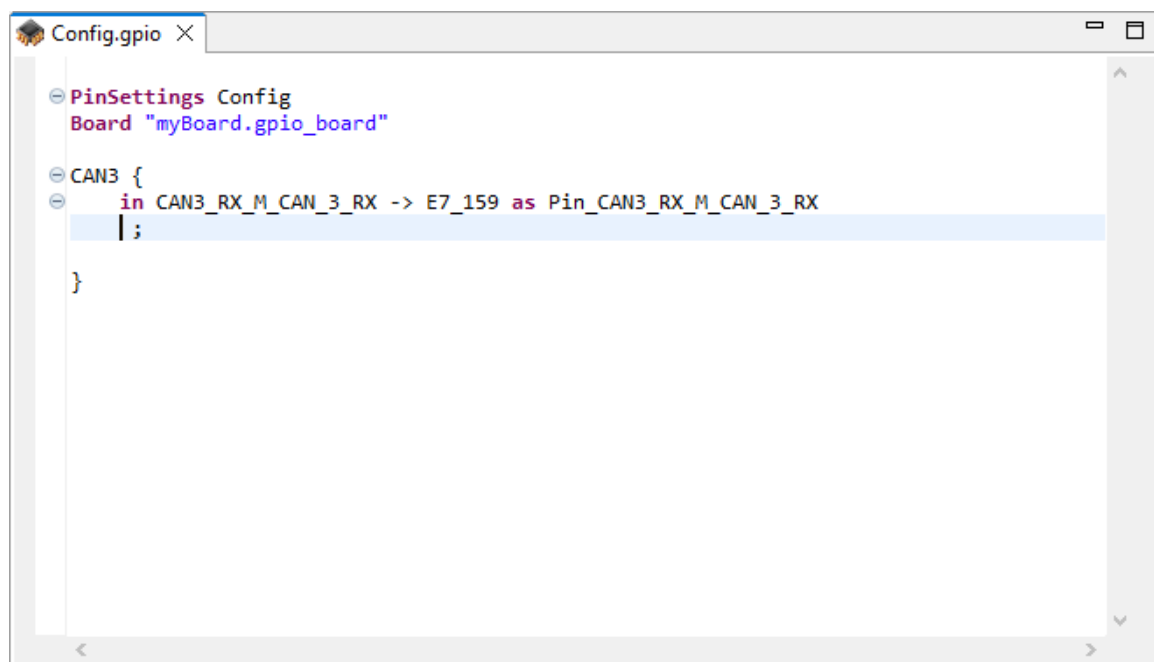 Config.gpio
PinSettings Config
Board "myBoard.gpio_board"
CAN3 {
in CAN3_RX_M_CAN_3_RX -> E7_159 as Pin_CAN3_RX_M_CAN_3_RX
;
}